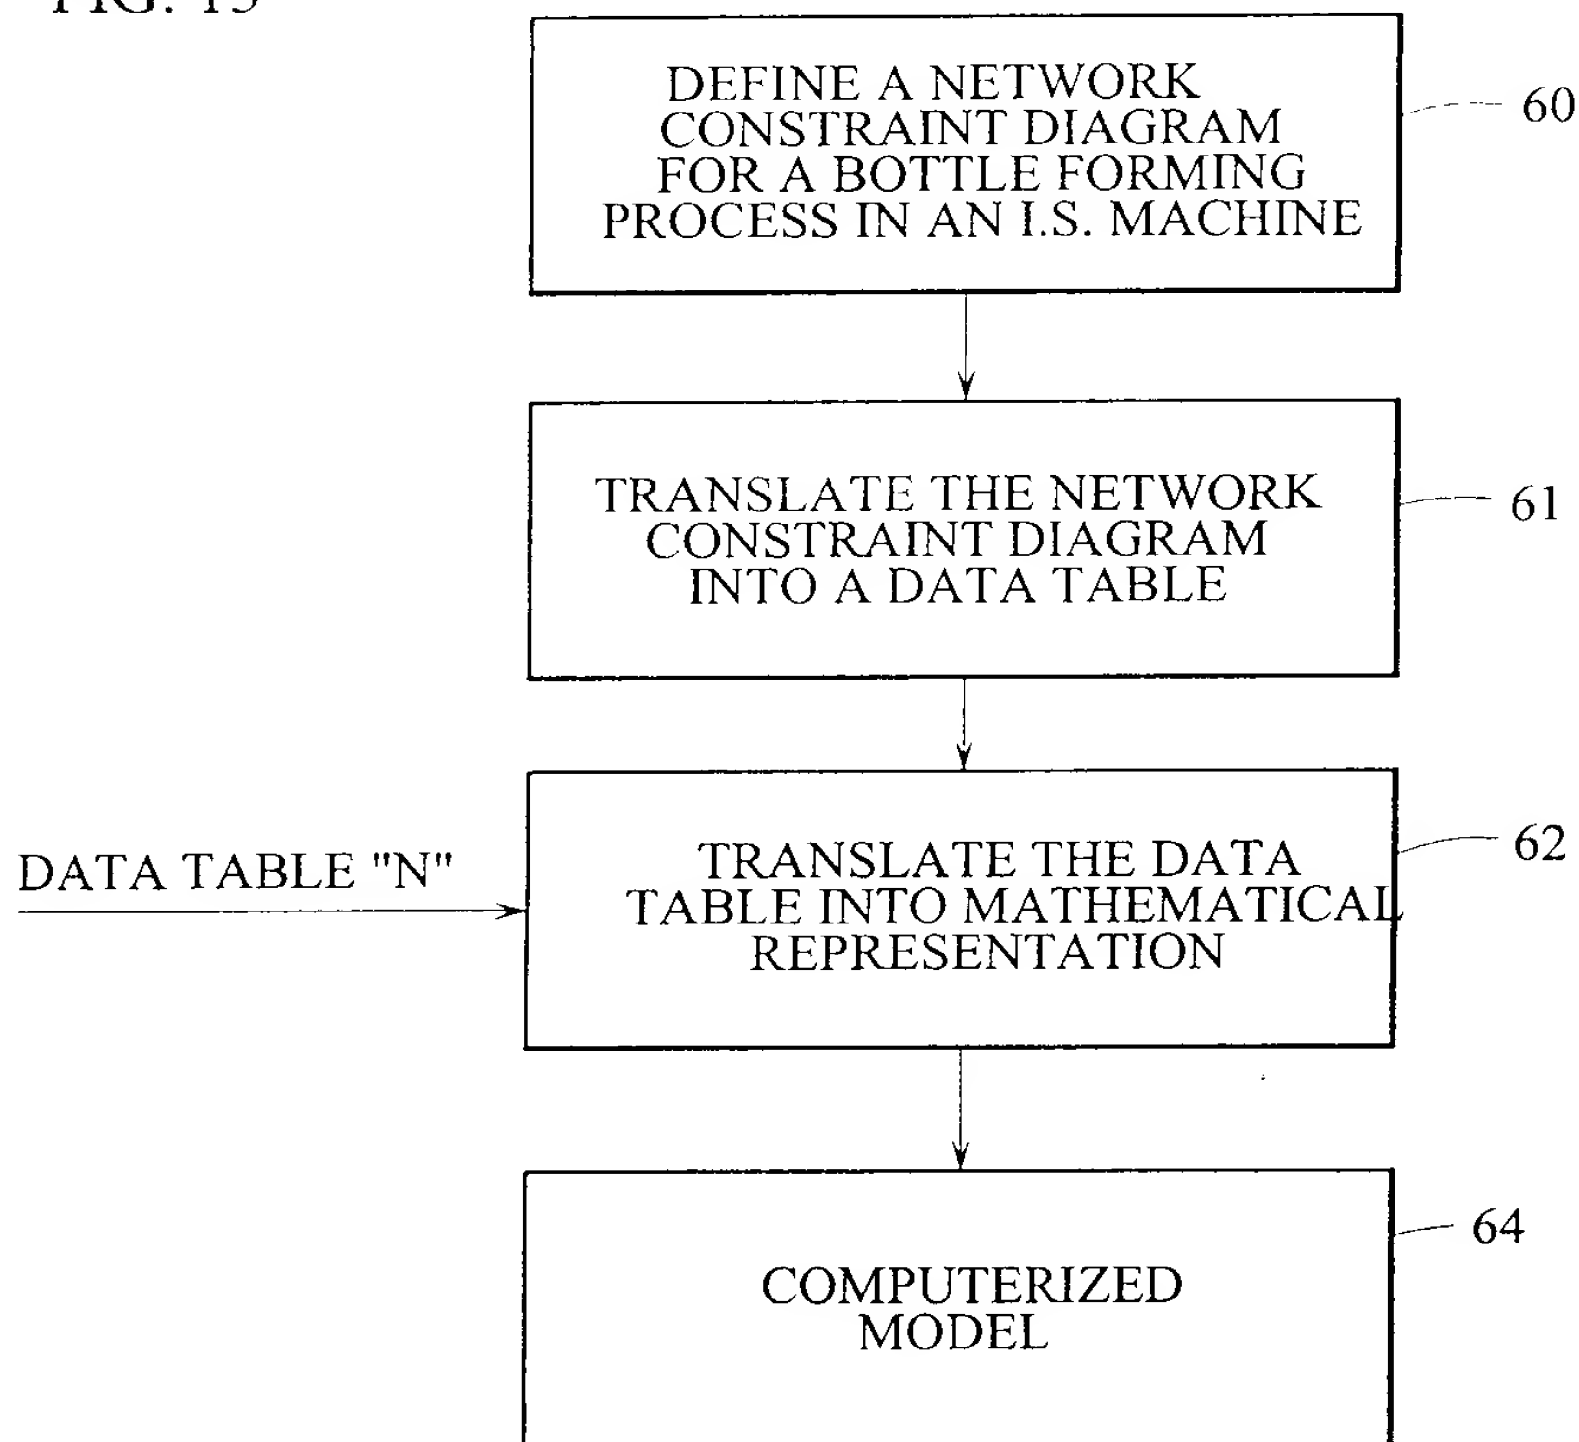 DEFINE A NETWORK
CONSTRAINT DIAGRAM
FOR A BOTTLE FORMING
PROCESS IN AN I.S. MACHINE
60
TRANSLATE THE NETWORK
CONSTRAINT DIAGRAM
INTO A DATA TABLE
61
DATA TABLE "N"
TRANSLATE THE DATA
TABLE INTO MATHEMATICAL
REPRESENTATION
62
COMPUTERIZED
MODEL
64